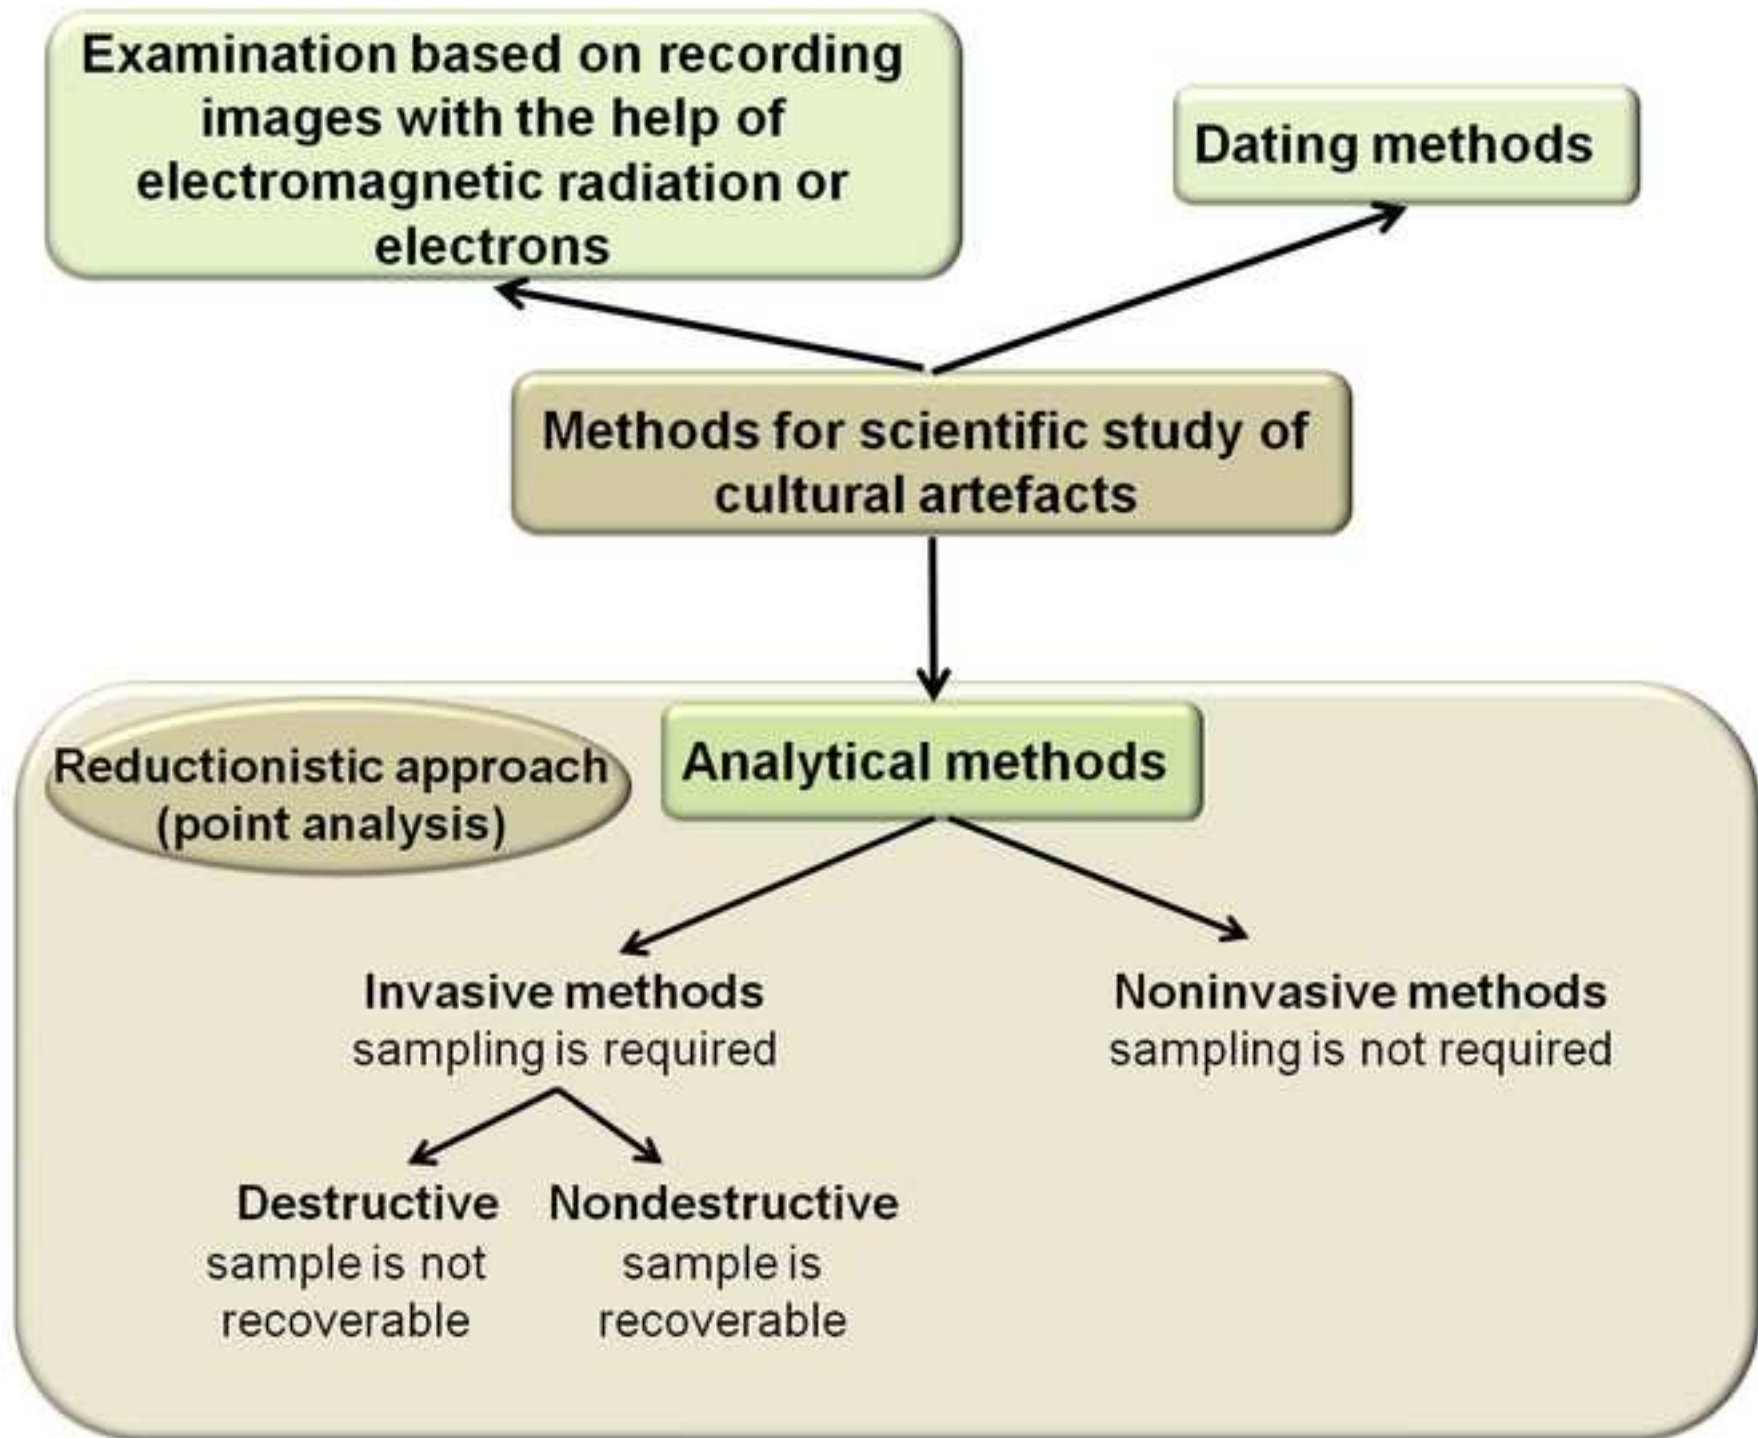 Examination based on recording
images with the help of
electromagnetic radiation or
electrons
Dating methods
Methods for scientific study of
cultural artefacts
Reductionistic approach
(point analysis)
Analytical methods
Invasive methods
sampling is required
Noninvasive methods
sampling is not required
Destructive
sample is not
recoverable
Nondestructive
sample is
recoverable